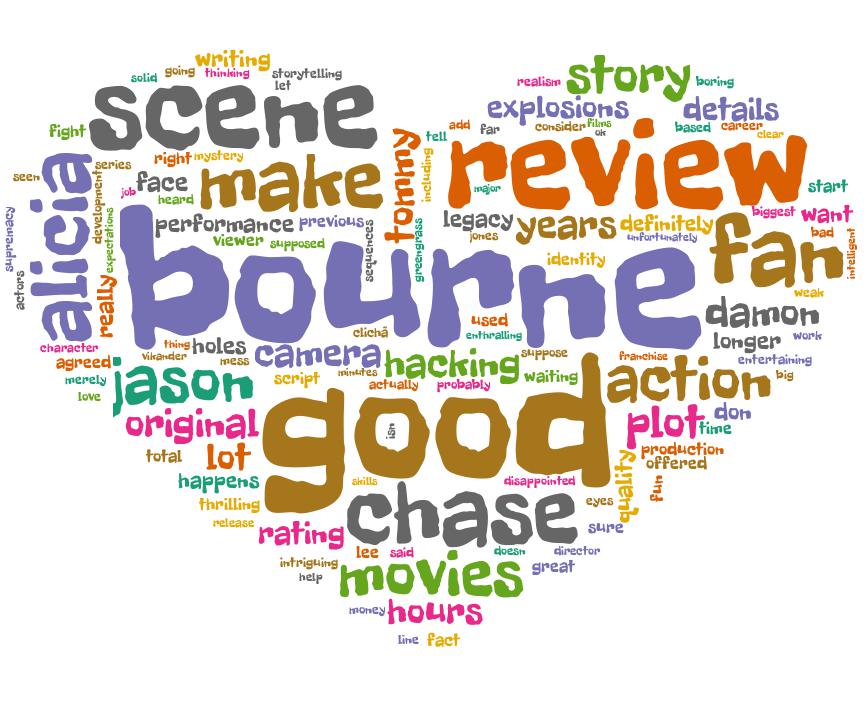 writing
solid going thinking storytelling
let
scene
fight
story
realism
boring
explosions
details
add far consider films
ok
based career
clear
tell
review
major
right mystery
seen
series
development
job
face
heard
make
tommy
including
start
alicia
supremacy
actors
expectations
performance previous
viewer supposed
sequences
greengrass
legacy years definitely
jones
unfortunately
biggest want
bad
fan
intelligent
identity
weak
really
bourne
damon
longer work
used
enthralling
clichã
character
thing holes
agreed
vikander
mess
camera
minutes
hacking
suppose
waiting
franchise
entertaining
merely
love
jason
script
actually probably
action
big
good
isn
original
plot
time
don
production
offered
total
lot
happens
skills
disappointed
quality
fun
thrilling
release
chase
eyes
sure
rating
lee said
doesn
director
intriguing
help
movies
great
money hours
line fact